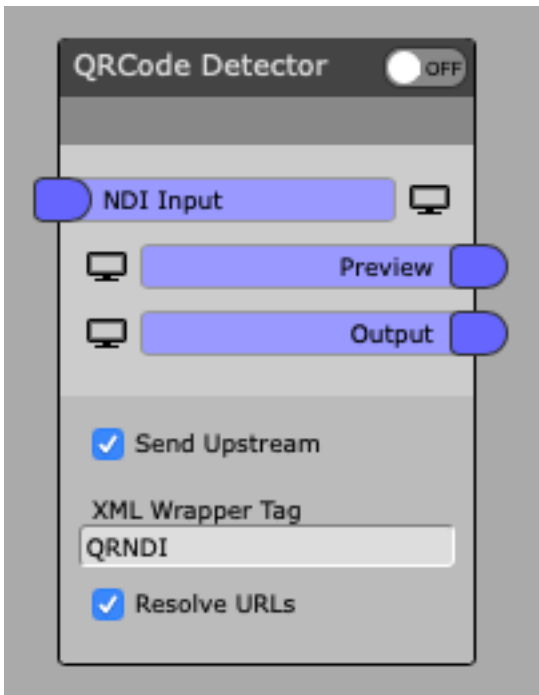 QRCode Detector OFF
NDI Input
Preview
Output
Send Upstream
XML Wrapper Tag
QRNDI
Resolve URLs